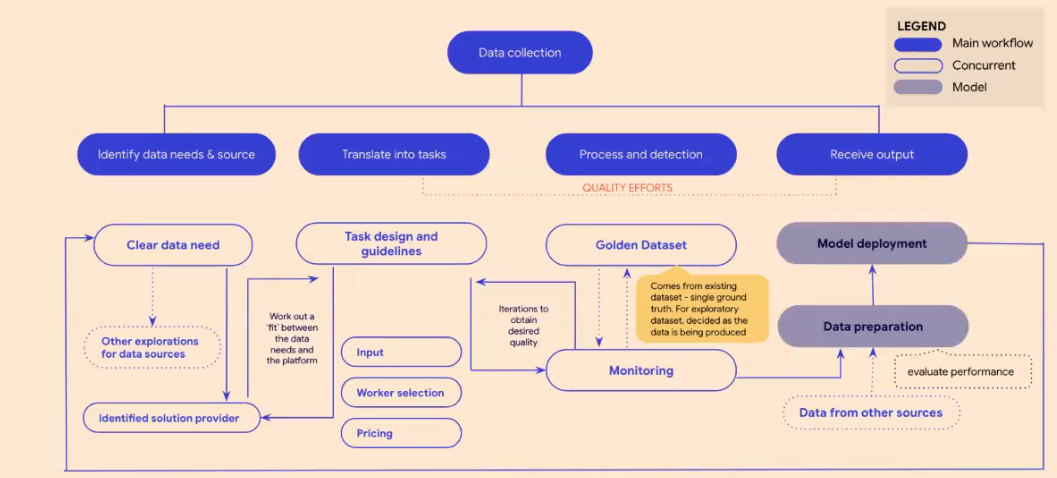 LEGEND
Main workflow
Concurrent
Model
Data collection
Identify data needs & source
Translate into tasks
Process and detection
Receive output
QUALITY EFFORTS
Clear data need
Task design and
guidelines
Golden Dataset
Model deployment
Comes from existing
dataset - single ground
truth. For exploratory
dataset, decided as the
data is being produced
Other explorations
for data sources
Work out a
'fit' between
the data
needs and
the platform
Iterations to
obtain
desired
quality
Data preparation
Input
Monitoring
evaluate performance
Worker selection
Identified solution provider
Data from other sources
Pricing